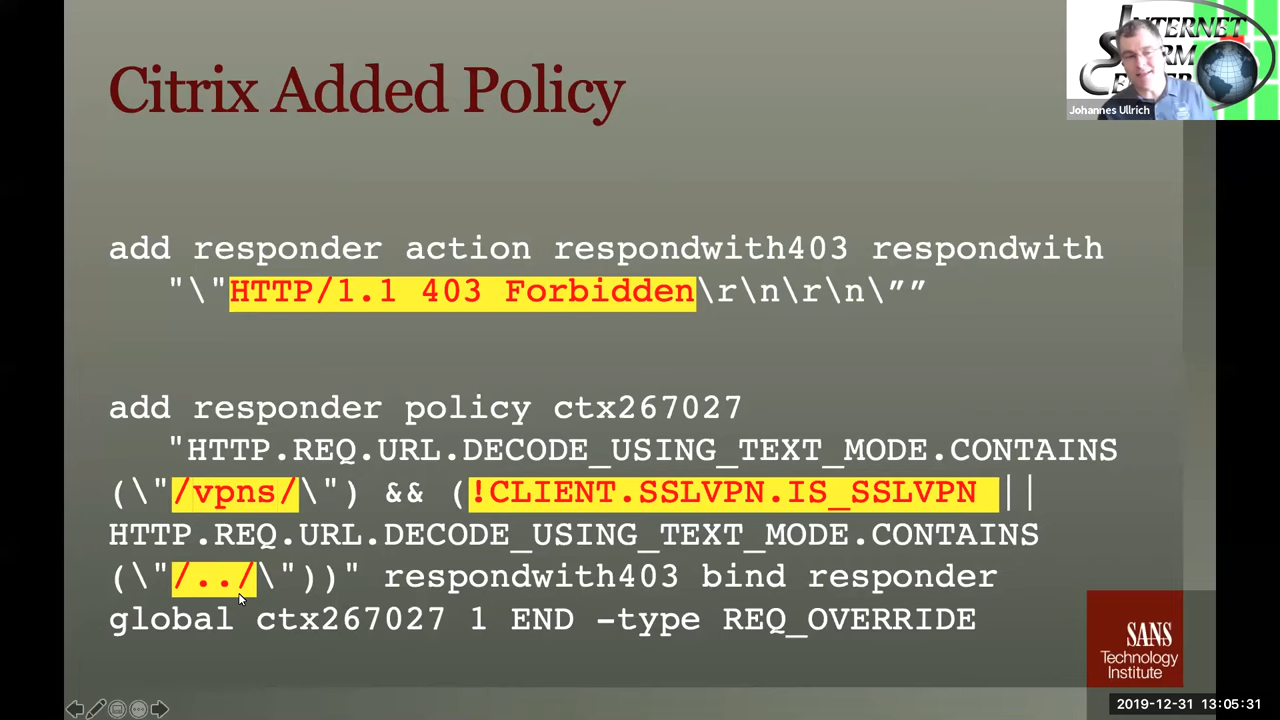 Citrix Added Policy
INTERNET
Johannes Ullrich
add responder action respondwith403 respondwith
"\"HTTP/1.1 403 Forbidden\r\n\r\n\””
add responder policy ctx267027
"HTTP.REQ.URL.DECODE_USING_TEXT_MODE.CONTAINS
(\"/vpns/\") && (!CLIENT.SSLVPN.IS_SSLVPN ||
HTTP.REQ.URL.DECODE_USING_TEXT_MODE.CONTAINS
(\"/../\"))" respondwith403 bind responder
global ctx267027 1 END –type REQ_OVERRIDE
SANS
Technology
Institute
2019-12-31 13:05:31